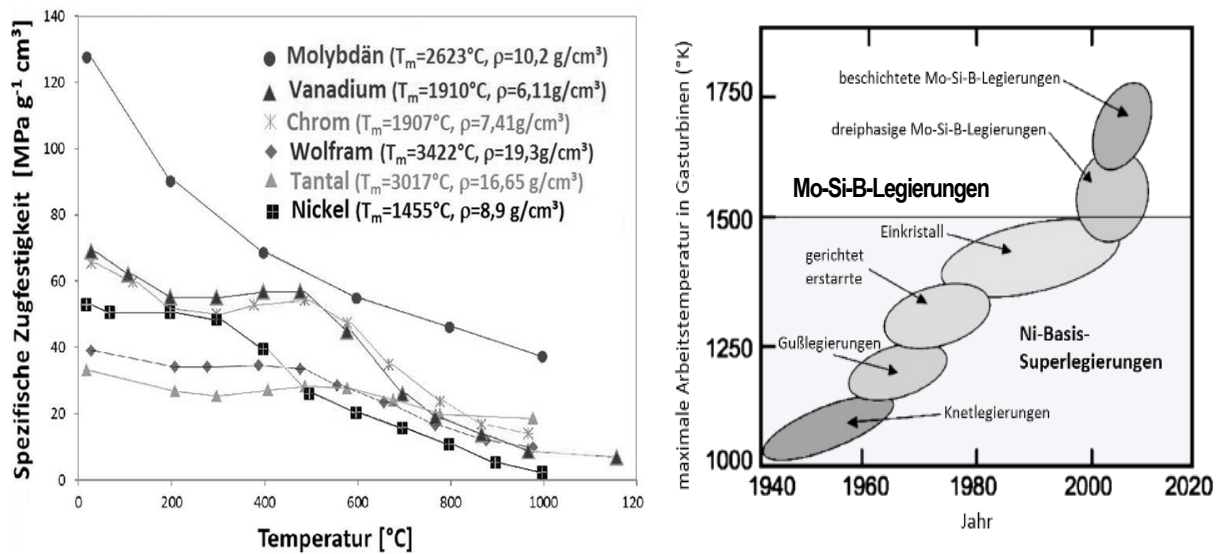 Spezifische Zugfestigkeit [MPa g⁻¹ cm³]
140
120
100
80
60
40
20
0
0
200
400
600
800
1000
120
Temperatur [°C]
Molybdän (Tₘ=2623°C, ρ=10,2 g/cm³)
Vanadium (Tₘ=1910°C, ρ=6,11g/cm³)
Chrom (Tₘ=1907°C, ρ=7,41g/cm³)
Wolfram (Tₘ=3422°C, ρ=19,3g/cm³)
Tantal (Tₘ=3017°C, ρ=16,65 g/cm³)
Nickel (Tₘ=1455°C, ρ=8,9 g/cm³)
maximale Arbeitstemperatur in Gasturbinen (°K)
1750
1500
1250
1000
1940
1960
1980
2000
2020
Jahr
beschichtete Mo-Si-B-Legierungen
dreiphasige Mo-Si-B-Legierungen
Mo-Si-B-Legierungen
Einkristall
gerichtet
erstarrte
Gußlegierungen
Ni-Basis-
Superlegierungen
Knetlegierungen